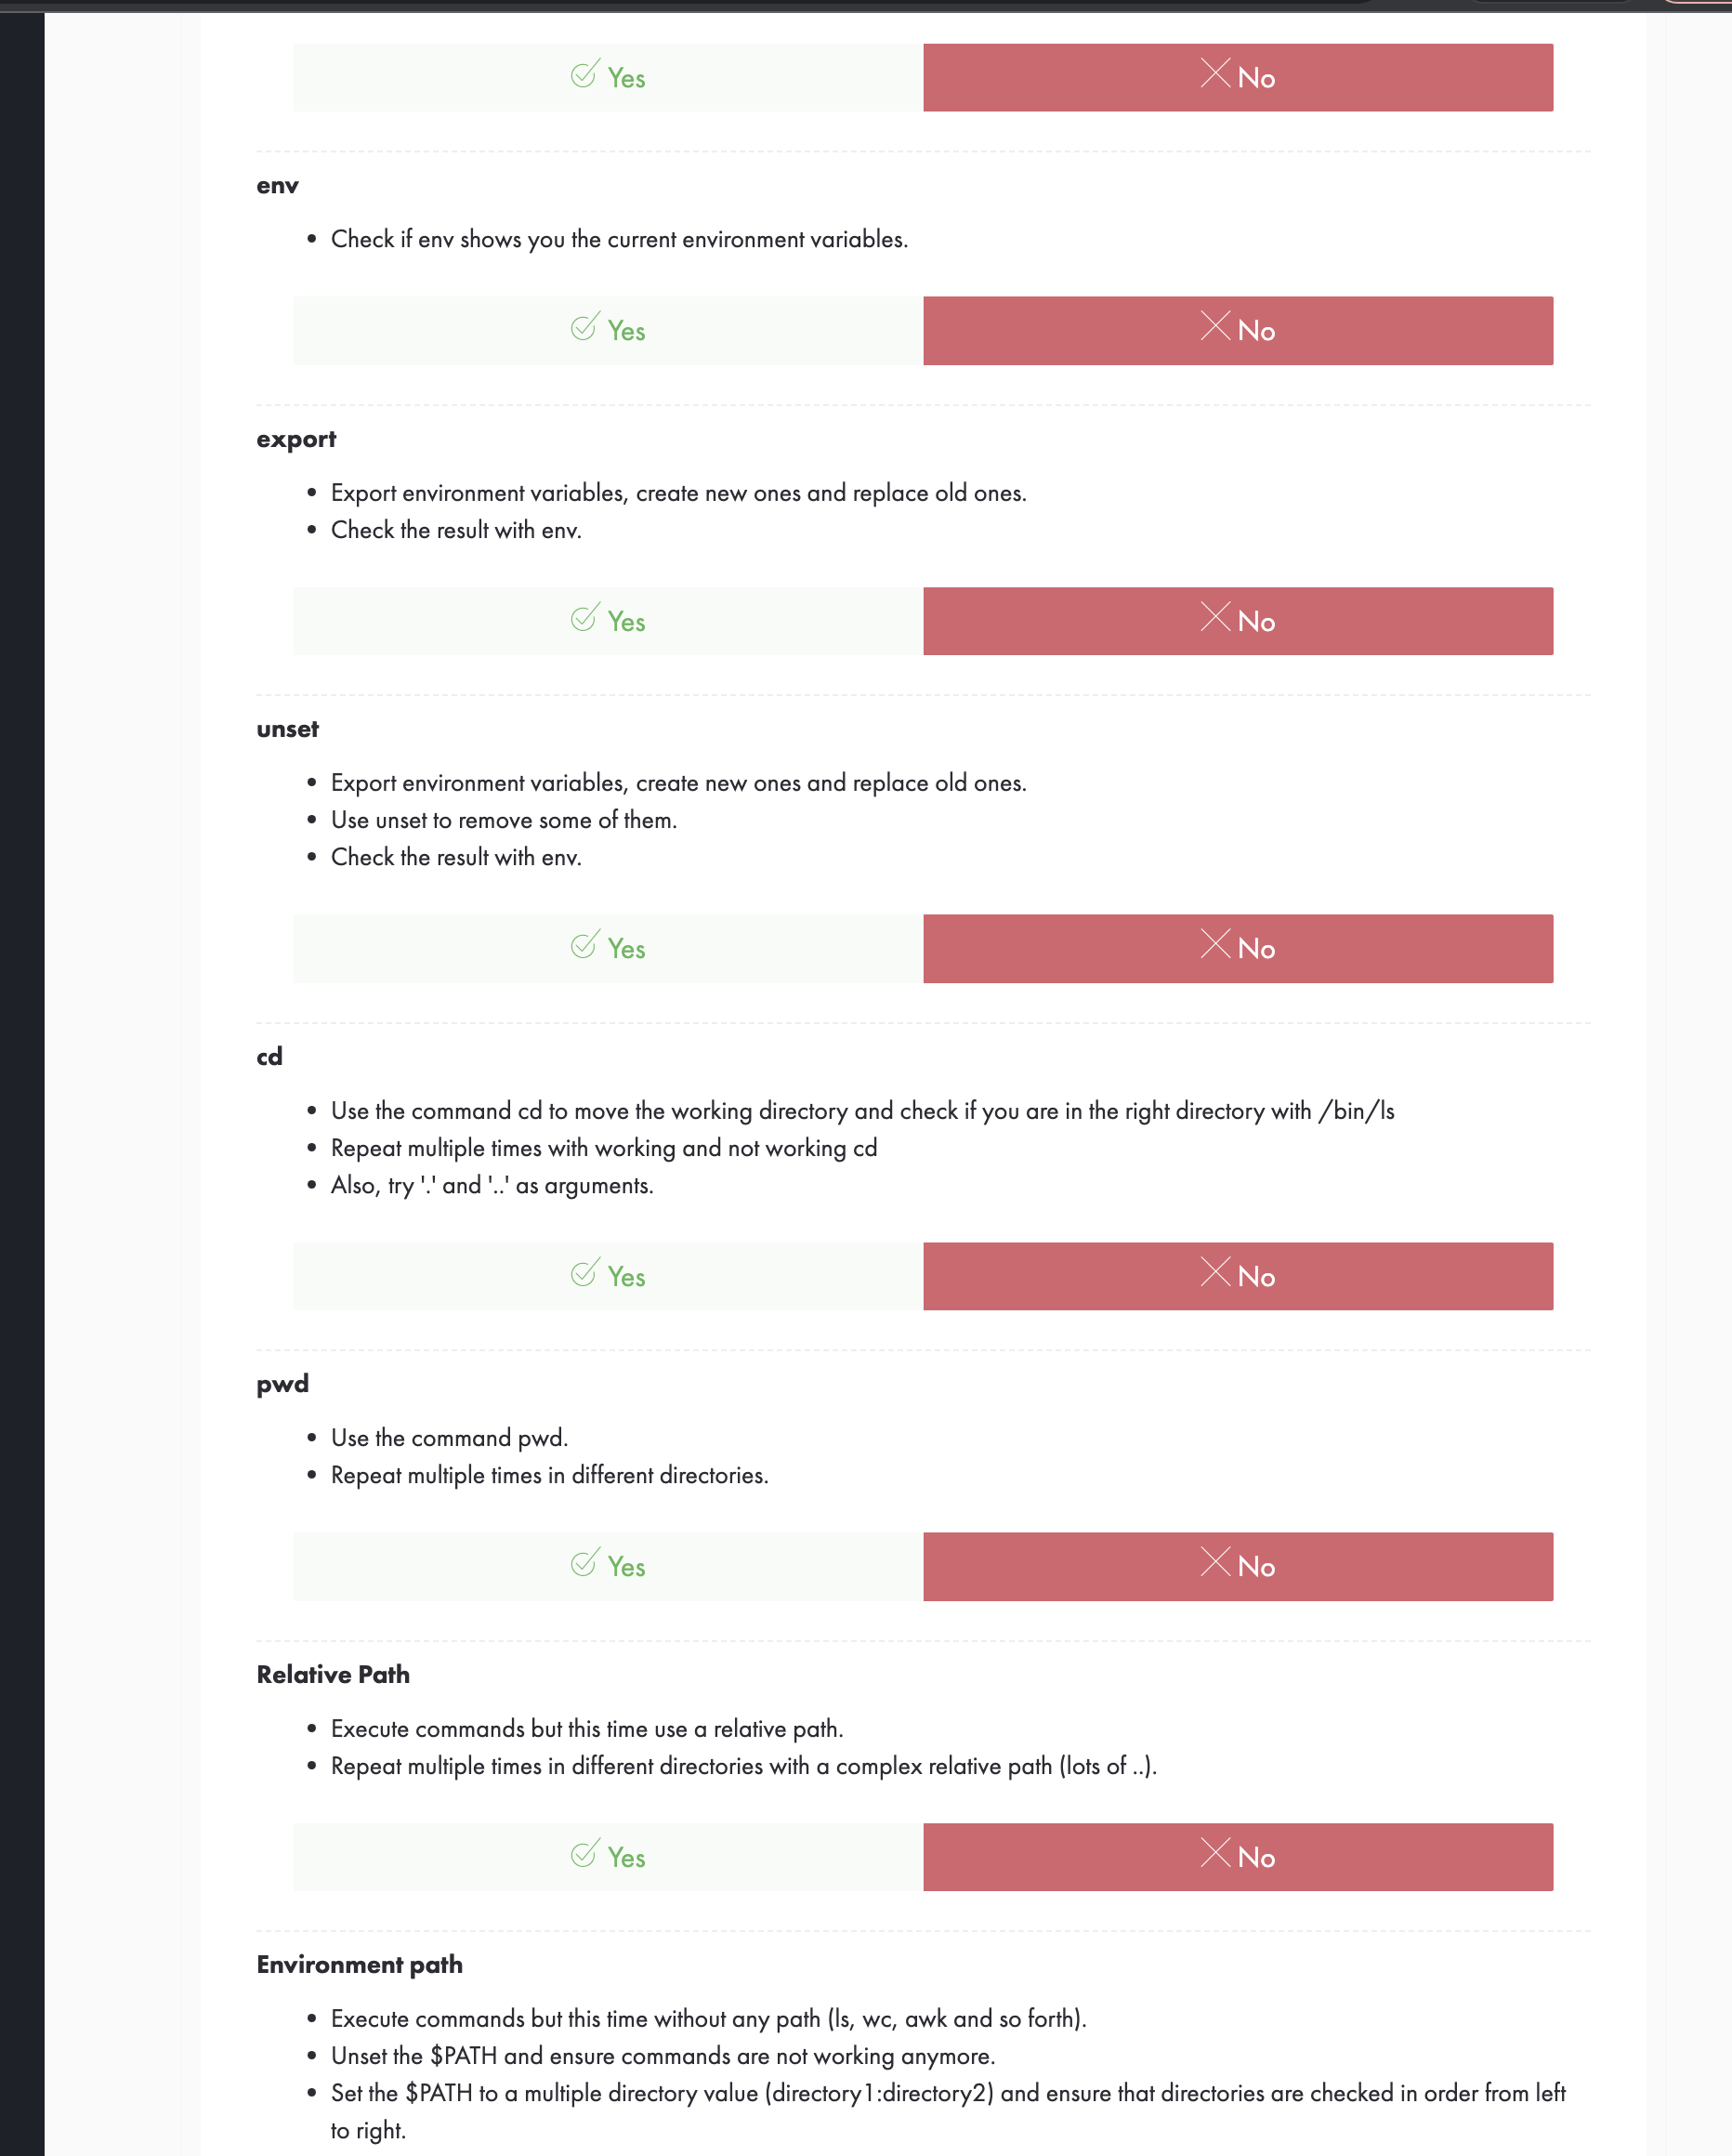 Yes
No
env
Check if env shows you the current environment variables.
Yes
No
export
Export environment variables, create new ones and replace old ones.
Check the result with env.
Yes
No
unset
Export environment variables, create new ones and replace old ones.
Use unset to remove some of them.
Check the result with env.
Yes
No
cd
Use the command cd to move the working directory and check if you are in the right directory with /bin/ls
Repeat multiple times with working and not working cd
Also, try '.' and '..' as arguments.
Yes
No
pwd
Use the command pwd.
Repeat multiple times in different directories.
Yes
No
Relative Path
Execute commands but this time use a relative path.
Repeat multiple times in different directories with a complex relative path (lots of ..).
Yes
No
Environment path
Execute commands but this time without any path (ls, wc, awk and so forth).
Unset the $PATH and ensure commands are not working anymore.
Set the $PATH to a multiple directory value (directory1:directory2) and ensure that directories are checked in order from left
to right.